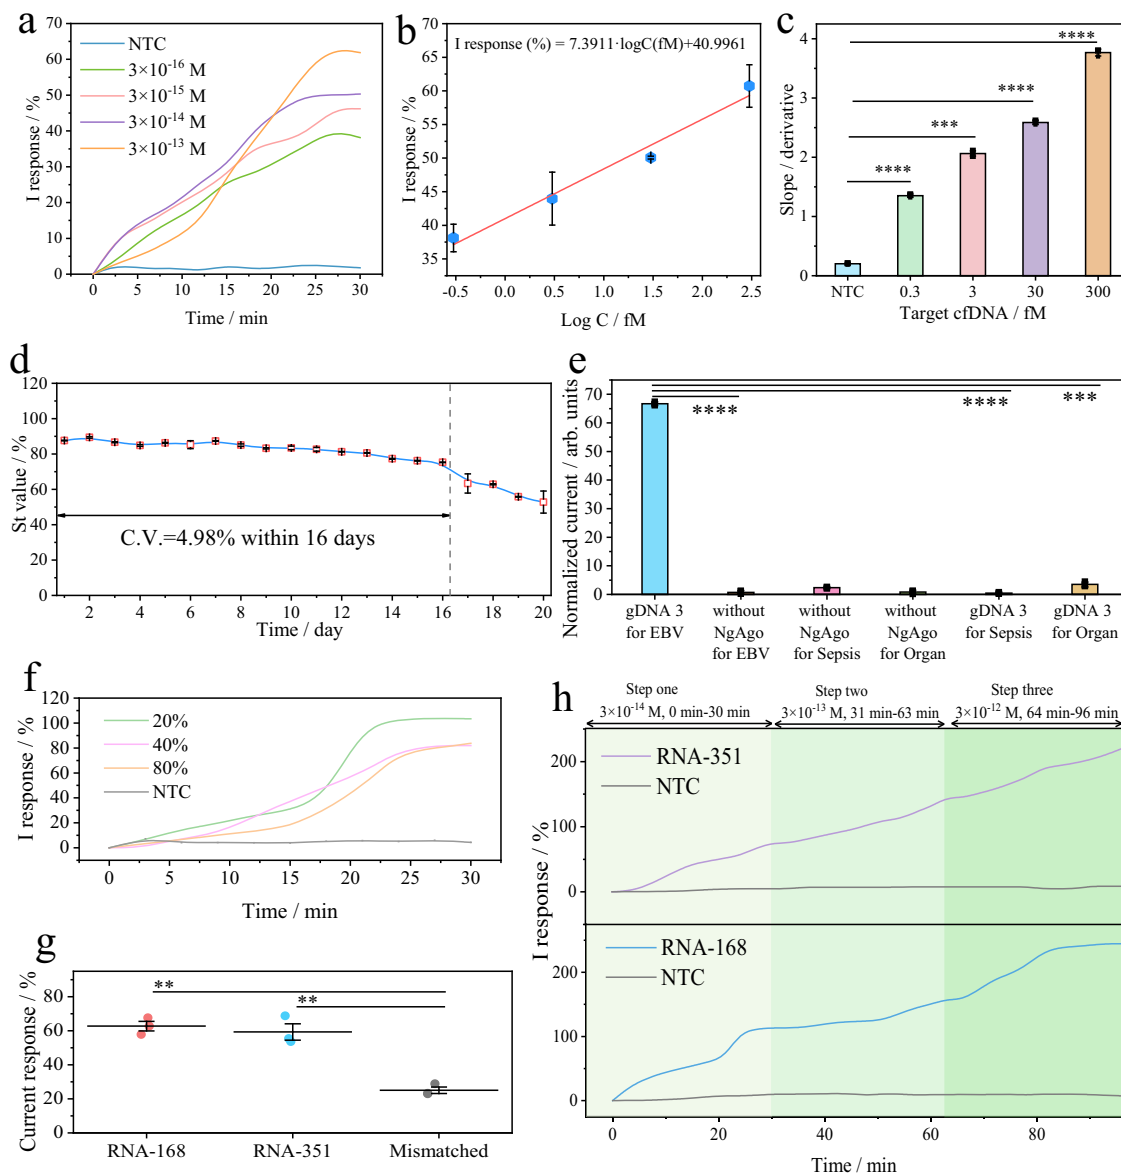 a
I response / %
70
60
50
40
30
20
10
0
NTC
3×10⁻¹⁶ M
3×10⁻¹⁵ M
3×10⁻¹⁴ M
3×10⁻¹³ M
0 5 10 15 20 25 30
Time / min
b
I response / %
70
65
60
55
50
45
40
35
I response (%) = 7.3911·logC(fM)+40.9961
-0.5 0.0 0.5 1.0 1.5 2.0 2.5
Log C / fM
c
Slope / derivative
4
3
2
1
0
****
****
***
****
NTC 0.3 3 30 300
Target cfDNA / fM
d
St value / %
120
100
80
60
40
20
0
C.V.=4.98% within 16 days
2 4 6 8 10 12 14 16 18 20
Time / day
e
Normalized current / arb. units
70
60
50
40
30
20
10
0
**** **** ***
gDNA 3 without without without gDNA 3 gDNA 3
for EBV NgAgo NgAgo NgAgo for Sepsis for Organ
for EBV for Sepsis for Organ
f
I response / %
120
100
80
60
40
20
0
20%
40%
80%
NTC
0 5 10 15 20 25 30
Time / min
g
Current response / %
80
60
40
20
0
** **
RNA-168 RNA-351 Mismatched
h
Step one Step two Step three
3×10⁻¹⁴ M, 0 min-30 min 3×10⁻¹³ M, 31 min-63 min 3×10⁻¹² M, 64 min-96 min
I response / %
200
100
0
RNA-351
NTC
200
100
0
RNA-168
NTC
0 20 40 60 80
Time / min